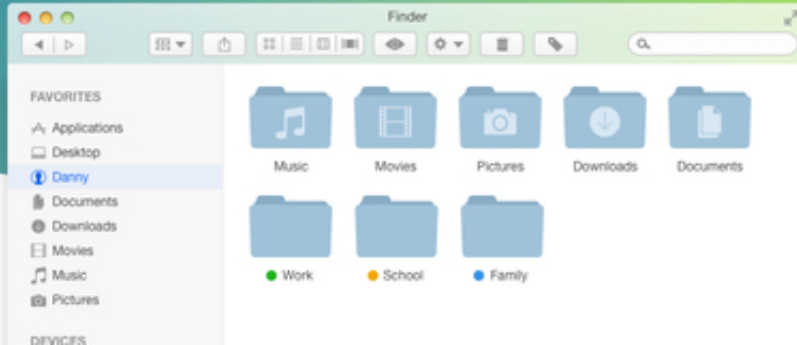 Finder
FAVORITES
Applications
Desktop
Danny
Documents
Downloads
Movies
Music
Pictures
DEVICES
Music Movies Pictures Downloads Documents
Work School Family